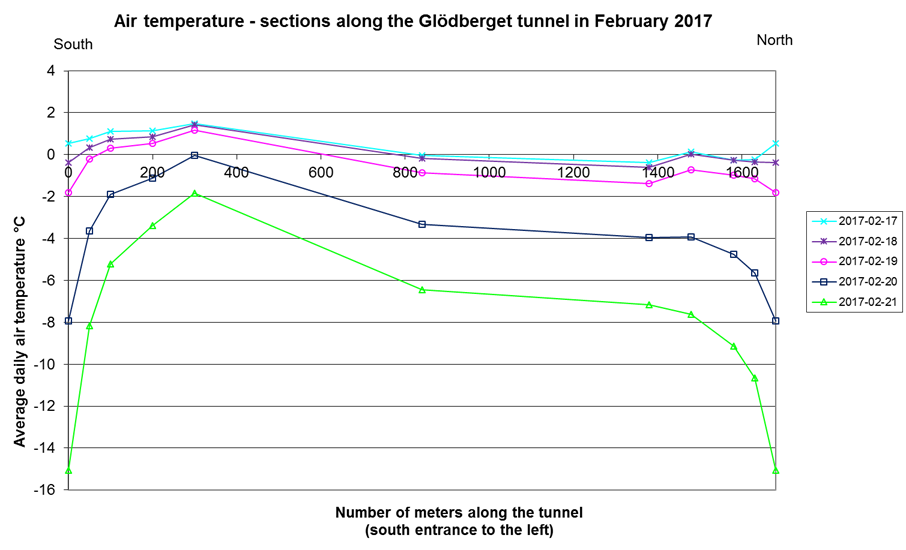 Air temperature - sections along the Glödberget tunnel in February 2017
South
North
4
2
0
-2
-4
-6
-8
-10
-12
-14
-16
0 200 400 600 800 1000 1200 1400 1600
Average daily air temperature °C
2017-02-17
2017-02-18
2017-02-19
2017-02-20
2017-02-21
Number of meters along the tunnel
(south entrance to the left)